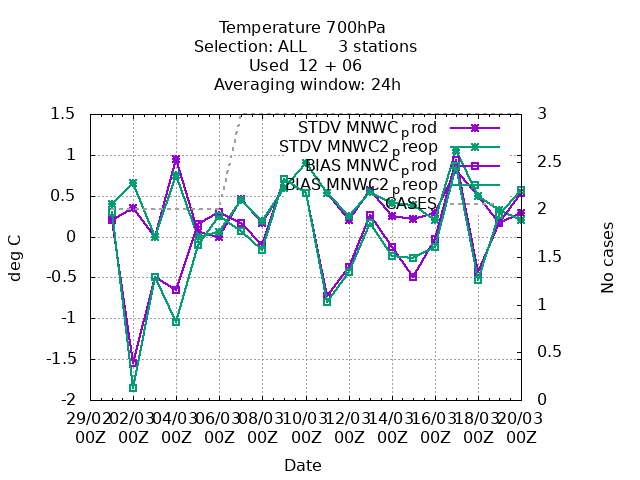 Temperature 700hPa
Selection: ALL 3 stations
Used 12 + 06
Averaging window: 24h
STDV MNWCprod
STDV MNWC2preop
BIAS MNWCprod
BIAS MNWC2preop
CASES
1.5
1
0.5
0
-0.5
-1
-1.5
-2
deg C
3
2.5
2
1.5
1
0.5
0
No cases
29/02 02/03 04/03 06/03 08/03 10/03 12/03 14/03 16/03 18/03 20/03
00Z 00Z 00Z 00Z 00Z 00Z 00Z 00Z 00Z 00Z 00Z
Date